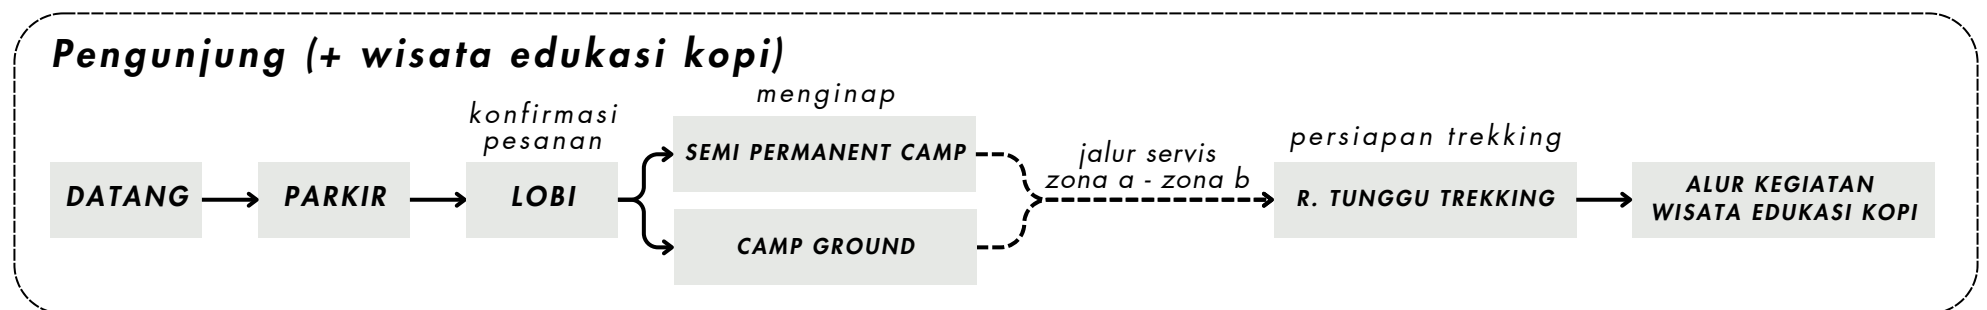 Pengunjung (+ wisata edukasi kopi)
DATANG
PARKIR
konfirmasi
pesanan
LOBI
menginap
SEMI PERMANENT CAMP
CAMP GROUND
jalur servis
zona a - zona b
persiapan trekking
R. TUNGGU TREKKING
ALUR KEGIATAN
WISATA EDUKASI KOPI